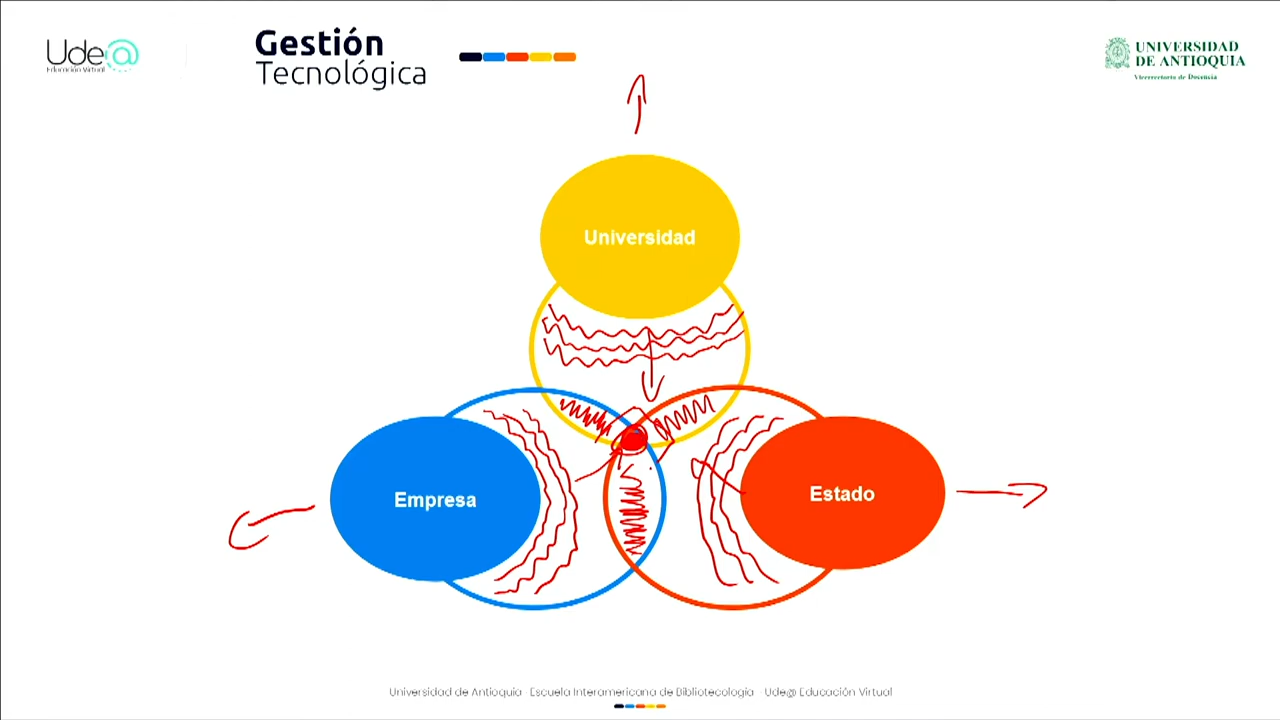 Ude@
Educación Virtual
Gestión
Tecnológica
UNIVERSIDAD
DE ANTIOQUIA
Vicerrectoría de Docencia
Universidad
Empresa
Estado
Universidad de Antioquia Escuela Interamericana de Bibliotecología Ude@ Educación Virtual